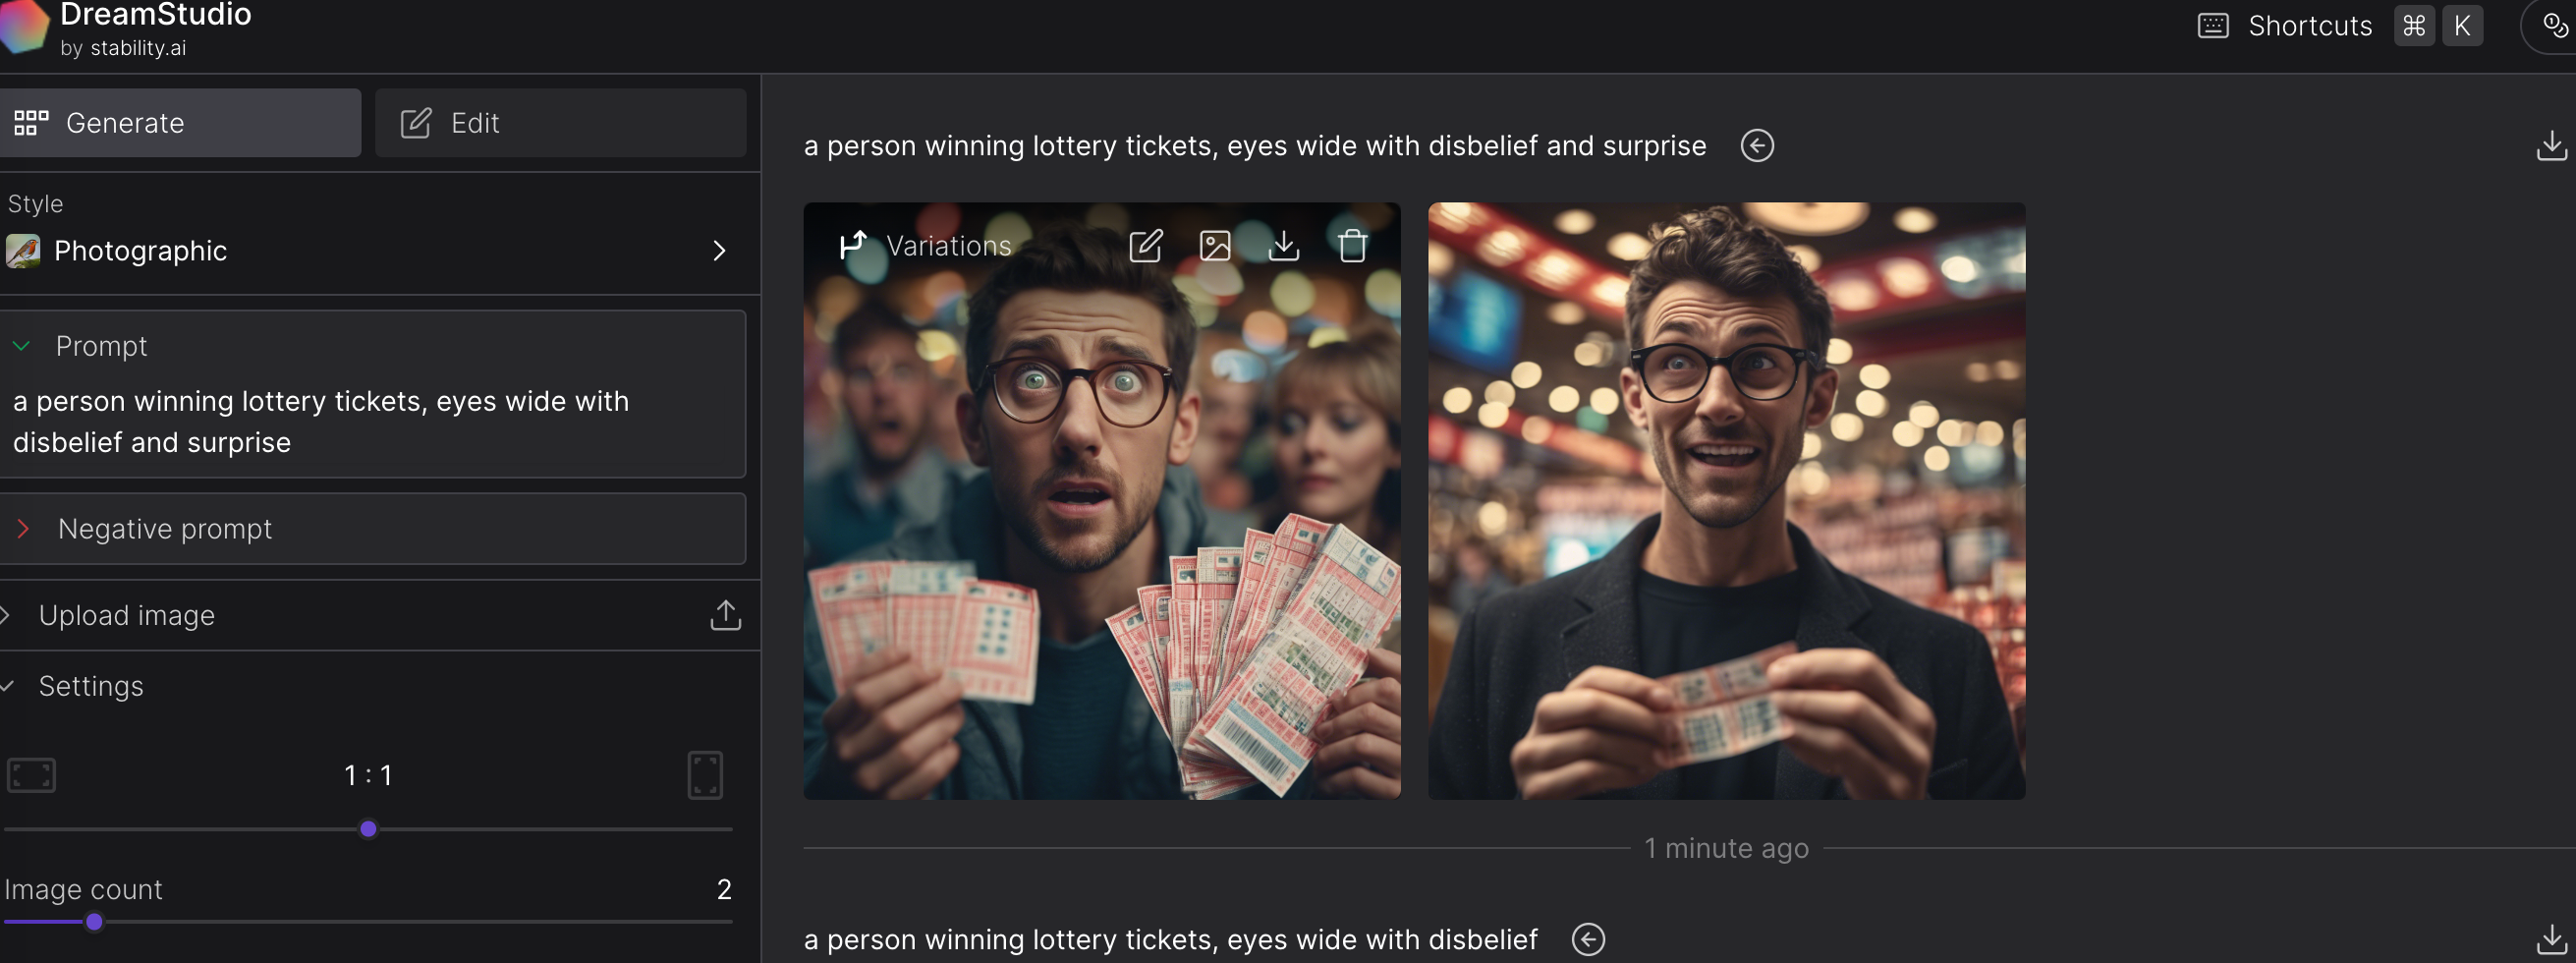 DreamStudio
by stability.ai
Shortcuts ⌘ K
Generate
Edit
Style
Photographic
Prompt
a person winning lottery tickets, eyes wide with
disbelief and surprise
Negative prompt
Upload image
Settings
1 : 1
Image count 2
a person winning lottery tickets, eyes wide with disbelief and surprise
Variations
1 minute ago
a person winning lottery tickets, eyes wide with disbelief